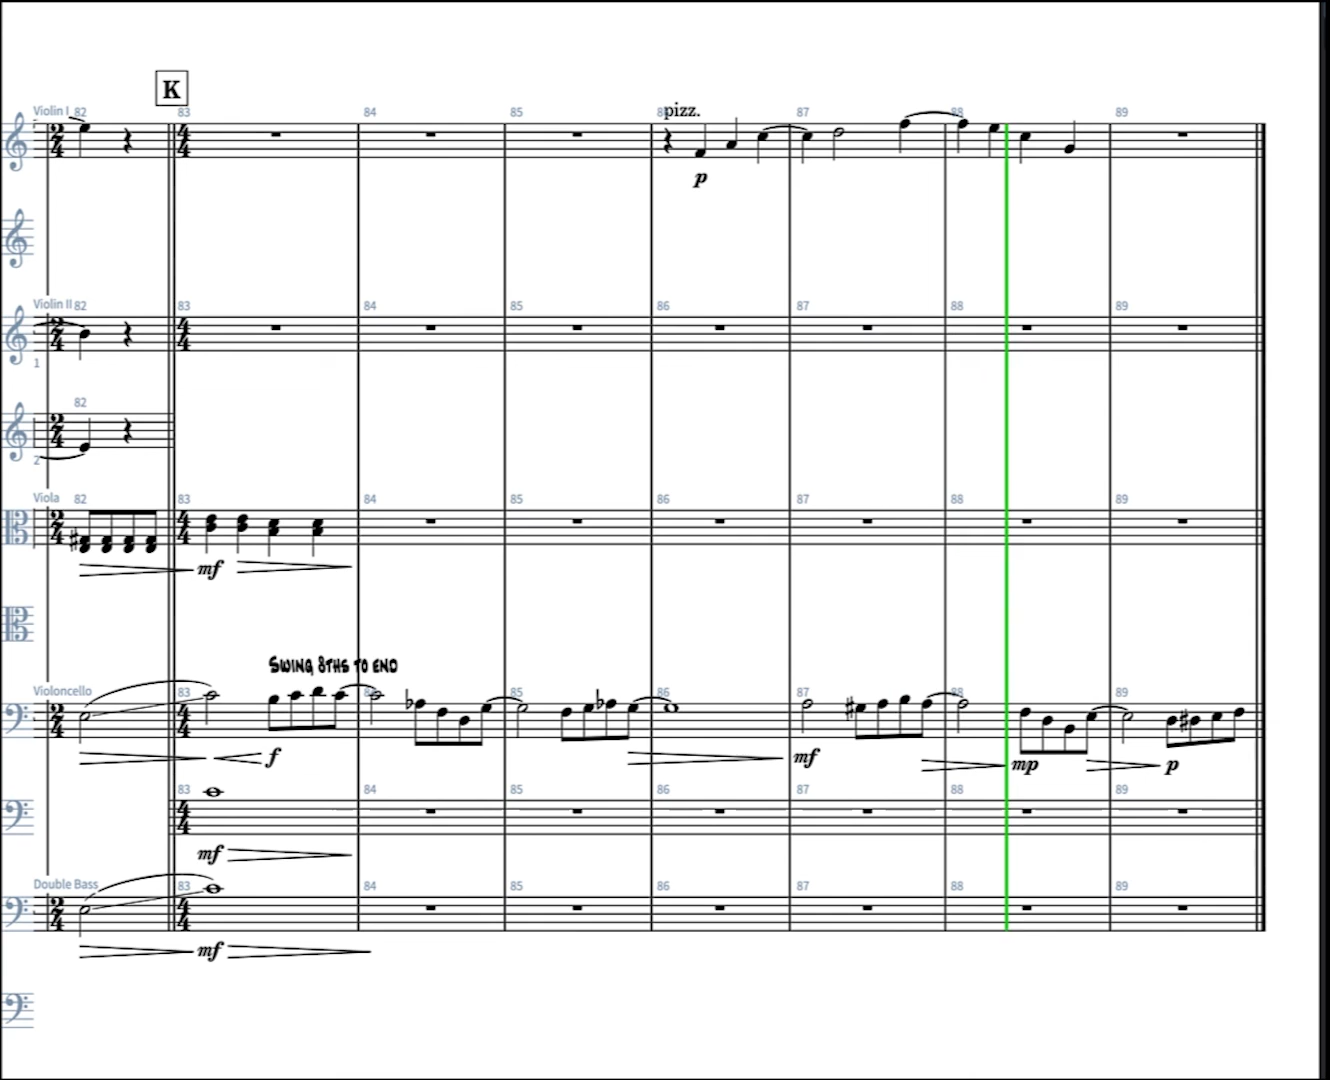 K
Violin I 82 83 84 85 pizz. 87 88 89
p
Violin II 82 83 84 85 86 87 88 89
1
82
2
Viola 82 83 84 85 86 87 88 89
mf
SWING 8THS TO END
Violoncello 83 85 86 87 88 89
f mf mp p
83 84 85 86 87 88 89
mf
Double Bass 83 84 85 86 87 88 89
mf